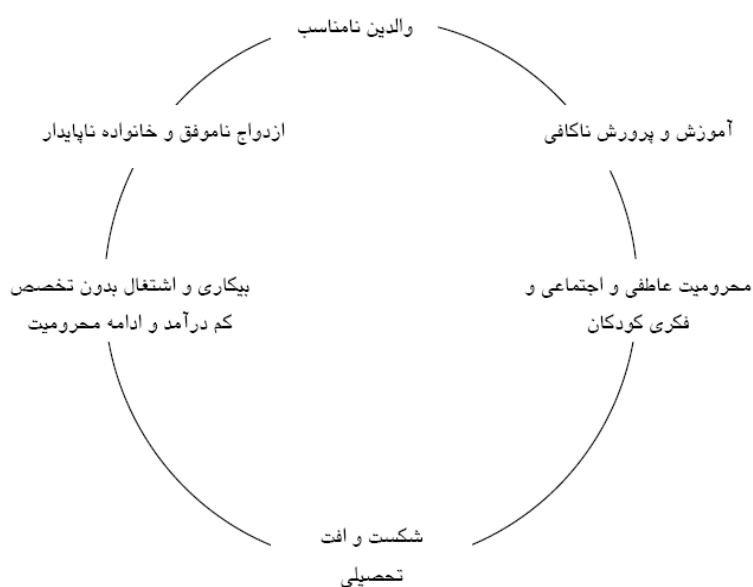 والدین نامناسب
آموزش و پرورش ناکافی
ازدواج ناموفق و خانواده ناپایدار
محرومیت عاطفی و اجتماعی و
فکری کودکان
بیکاری و اشتغال بدون تخصص
کم درآمد و ادامه محرومیت
شکست و افت
تحصیلی